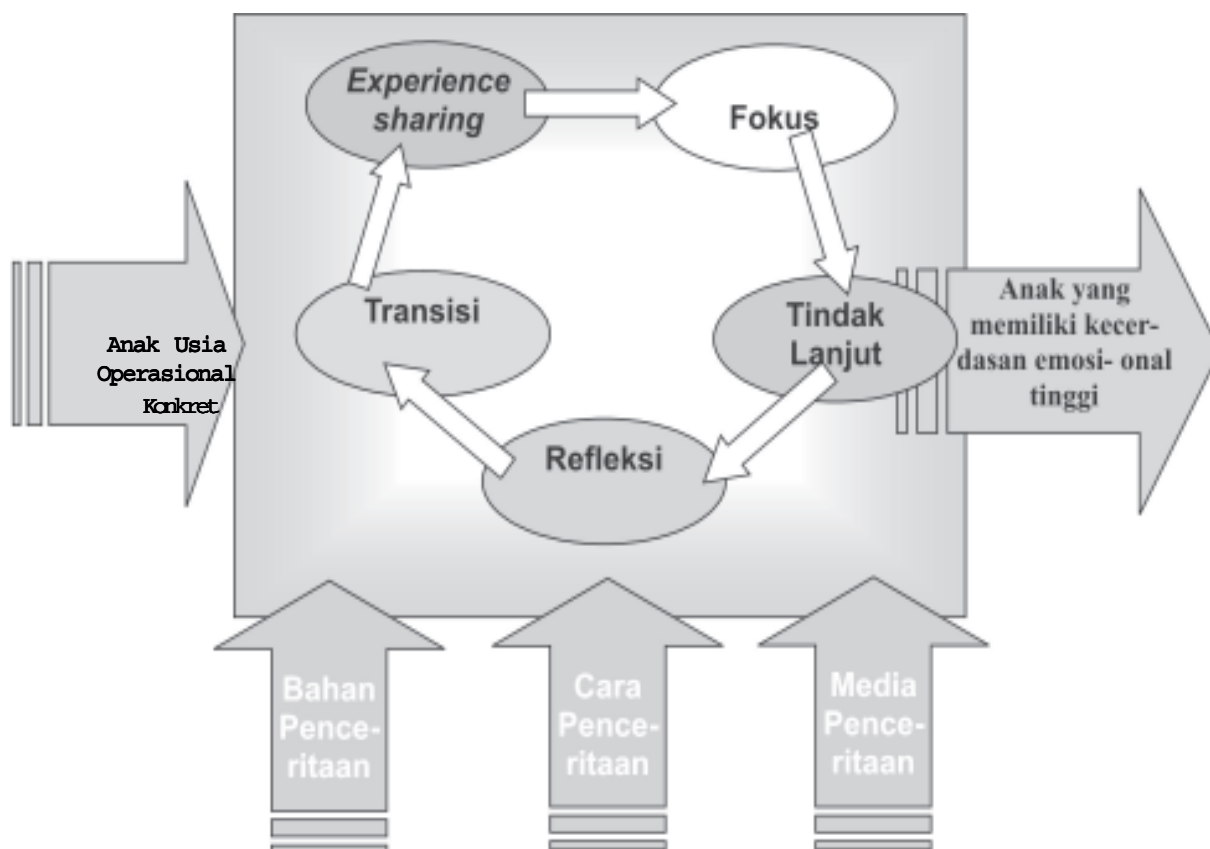 Experience
sharing
Fokus
Transisi
Tindak
Lanjut
Refleksi
Anak Usia
Operasional
Konkret
Anak yang
memiliki kecer-
dasan emosi- onal
tinggi
Bahan
Pence-
ritaan
Cara
Pence-
ritaan
Media
Pence-
ritaan